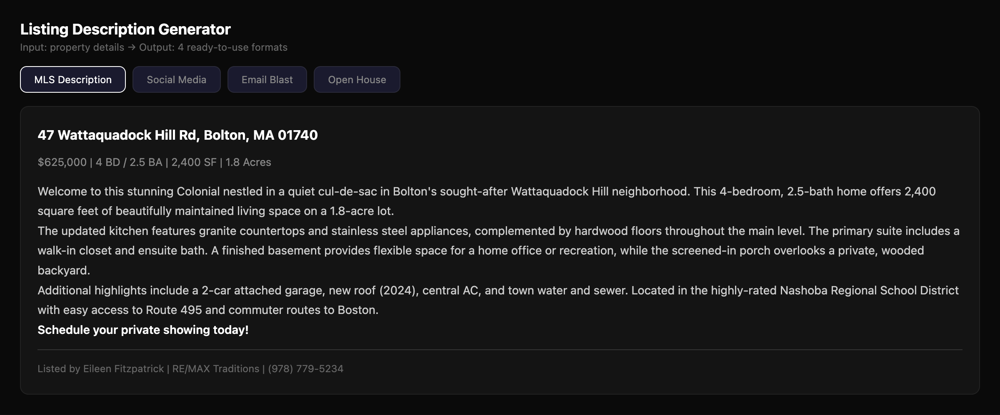 Listing Description Generator
Input: property details → Output: 4 ready-to-use formats
MLS Description
Social Media
Email Blast
Open House
47 Wattaquadock Hill Rd, Bolton, MA 01740
$625,000 | 4 BD / 2.5 BA | 2,400 SF | 1.8 Acres
Welcome to this stunning Colonial nestled in a quiet cul-de-sac in Bolton's sought-after Wattaquadock Hill neighborhood. This 4-bedroom, 2.5-bath home offers 2,400
square feet of beautifully maintained living space on a 1.8-acre lot.
The updated kitchen features granite countertops and stainless steel appliances, complemented by hardwood floors throughout the main level. The primary suite includes a
walk-in closet and ensuite bath. A finished basement provides flexible space for a home office or recreation, while the screened-in porch overlooks a private, wooded
backyard.
Additional highlights include a 2-car attached garage, new roof (2024), central AC, and town water and sewer. Located in the highly-rated Nashoba Regional School District
with easy access to Route 495 and commuter routes to Boston.
Schedule your private showing today!
Listed by Eileen Fitzpatrick | RE/MAX Traditions | (978) 779-5234